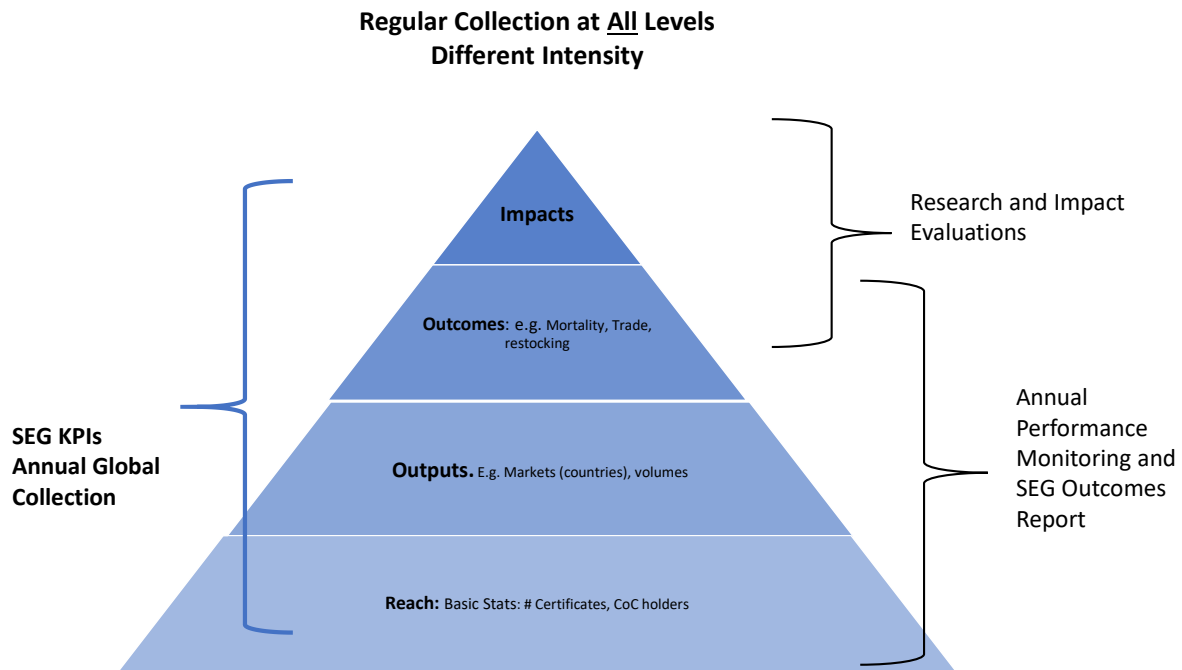 Regular Collection at All Levels
Different Intensity
Impacts
Research and Impact
Evaluations
Outcomes: e.g. Mortality, Trade,
restocking
SEG KPIs
Annual Global
Collection
Outputs. E.g. Markets (countries), volumes
Annual
Performance
Monitoring and
SEG Outcomes
Report
Reach: Basic Stats: # Certificates, CoC holders